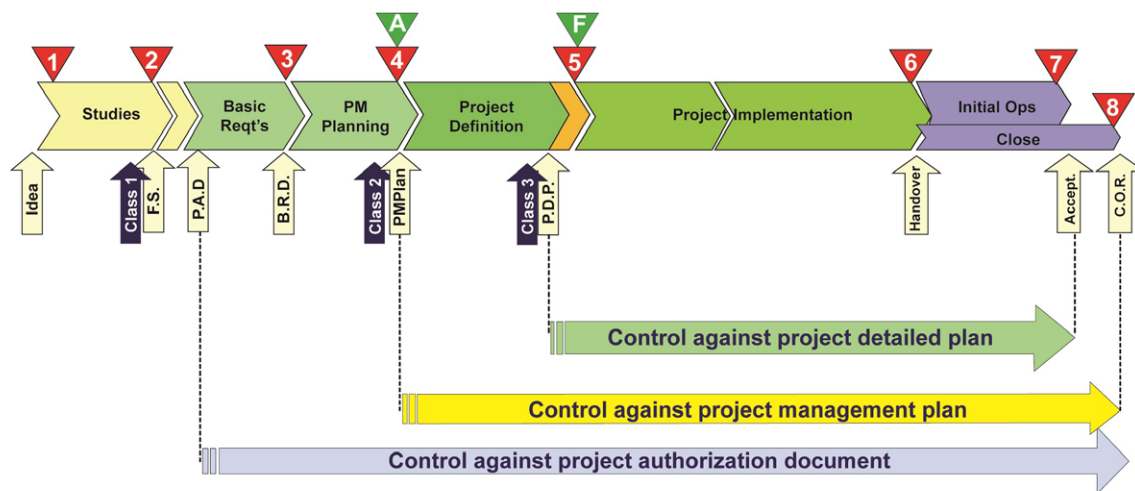 A
F
1
2
3
4
5
6
7
8
Studies
Basic
Reqt's
PM
Planning
Project
Definition
Project Implementation
Initial Ops
Close
Idea
Class 1
F.S.
P.A.D
B.R.D.
Class 2
PMPlan
Class 3
P.D.P.
Handover
Accept.
C.O.R.
Control against project detailed plan
Control against project management plan
Control against project authorization document